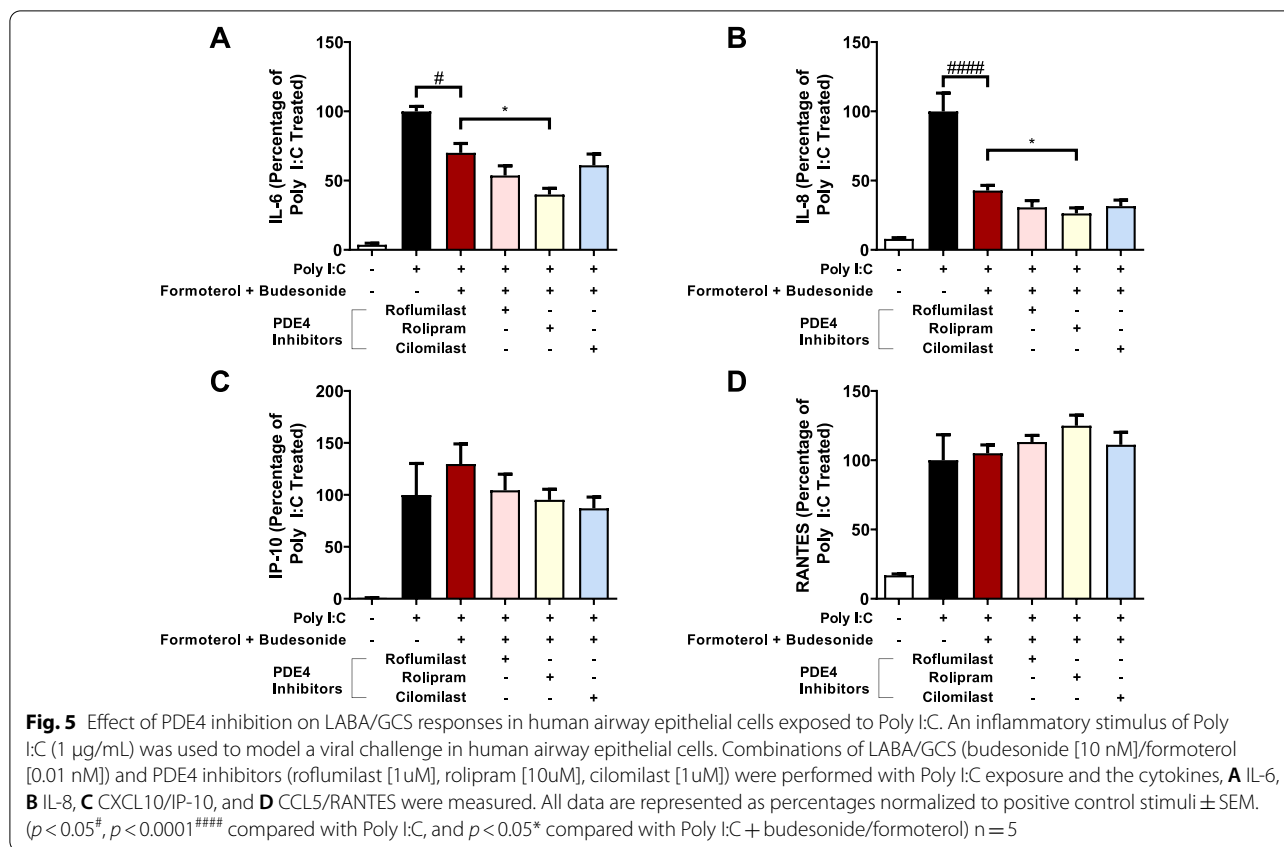 A
B
150
100
50
0
IL-6 (Percentage of
Poly I:C Treated)
#
*
Poly I:C - + + + + +
Formoterol + Budesonide - - + + + +
PDE4
Inhibitors
Roflumilast + - -
Rolipram - + -
Cilomilast - - +
150
100
50
0
IL-8 (Percentage of
Poly I:C Treated)
####
*
Poly I:C - + + + + +
Formoterol + Budesonide - - + + + +
PDE4
Inhibitors
Roflumilast + - -
Rolipram - + -
Cilomilast - - +
C
D
200
150
100
50
0
IP-10 (Percentage of
Poly I:C Treated)
Poly I:C - + + + + +
Formoterol + Budesonide - - + + + +
PDE4
Inhibitors
Roflumilast + - -
Rolipram - + -
Cilomilast - - +
150
100
50
0
RANTES (Percentage of
Poly I:C Treated)
Poly I:C - + + + + +
Formoterol + Budesonide - - + + + +
PDE4
Inhibitors
Roflumilast + - -
Rolipram - + -
Cilomilast - - +
Fig. 5 Effect of PDE4 inhibition on LABA/GCS responses in human airway epithelial cells exposed to Poly I:C. An inflammatory stimulus of Poly
I:C (1 µg/mL) was used to model a viral challenge in human airway epithelial cells. Combinations of LABA/GCS (budesonide [10 nM]/formoterol
[0.01 nM]) and PDE4 inhibitors (roflumilast [1uM], rolipram [10uM], cilomilast [1uM]) were performed with Poly I:C exposure and the cytokines, A IL-6,
B IL-8, C CXCL10/IP-10, and D CCL5/RANTES were measured. All data are represented as percentages normalized to positive control stimuli ± SEM.
(p < 0.05#, p < 0.0001#### compared with Poly I:C, and p < 0.05* compared with Poly I:C + budesonide/formoterol) n = 5